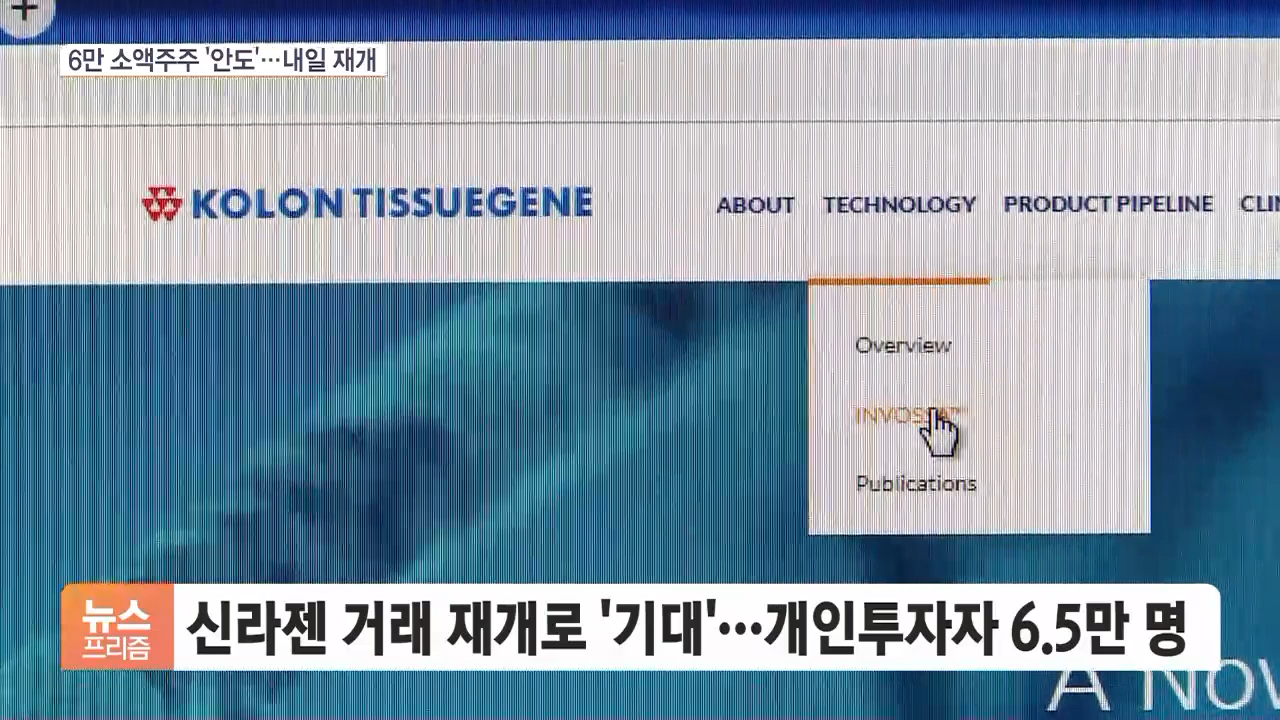 6만 소액주주 '안도'…내일 재개
KOLON TISSUEGENE
ABOUT TECHNOLOGY PRODUCT PIPELINE CLIN
Overview
Publications
뉴스
프리즘
신라젠 거래 재개로 '기대'…개인투자자 6.5만 명
A Nov